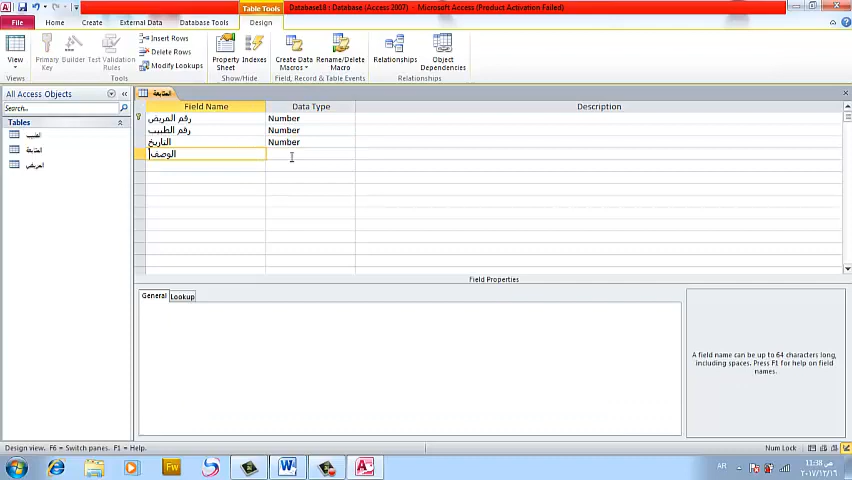 Table Tools
Database18 : Database (Access 2007) - Microsoft Access (Product Activation Failed)
File
Home
Create
External Data
Database Tools
Design
View
Primary Key
Builder
Test Validation Rules
Insert Rows
Delete Rows
Modify Lookups
Property Sheet
Indexes
Create Data Macros
Rename/Delete Macro
Relationships
Object Dependencies
Views
Tools
Show/Hide
Field, Record & Table Events
Relationships
All Access Objects
Search...
Tables
الطبيب
المتابعة
المريض
المتابعة
Field Name
Data Type
Description
رقم المريض
Number
رقم الطبيب
Number
التاريخ
Number
الوصف
Field Properties
General
Lookup
A field name can be up to 64 characters long,
including spaces. Press F1 for help on field
names.
Design view. F6 = Switch panes. F1 = Help.
Num Lock
AR
11:38 ص
٢٠١٧/١٢/١٦